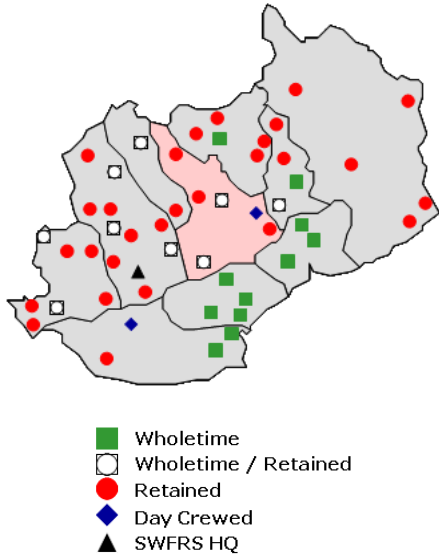 Wholetime
Wholetime / Retained
Retained
Day Crewed
SWFRS HQ